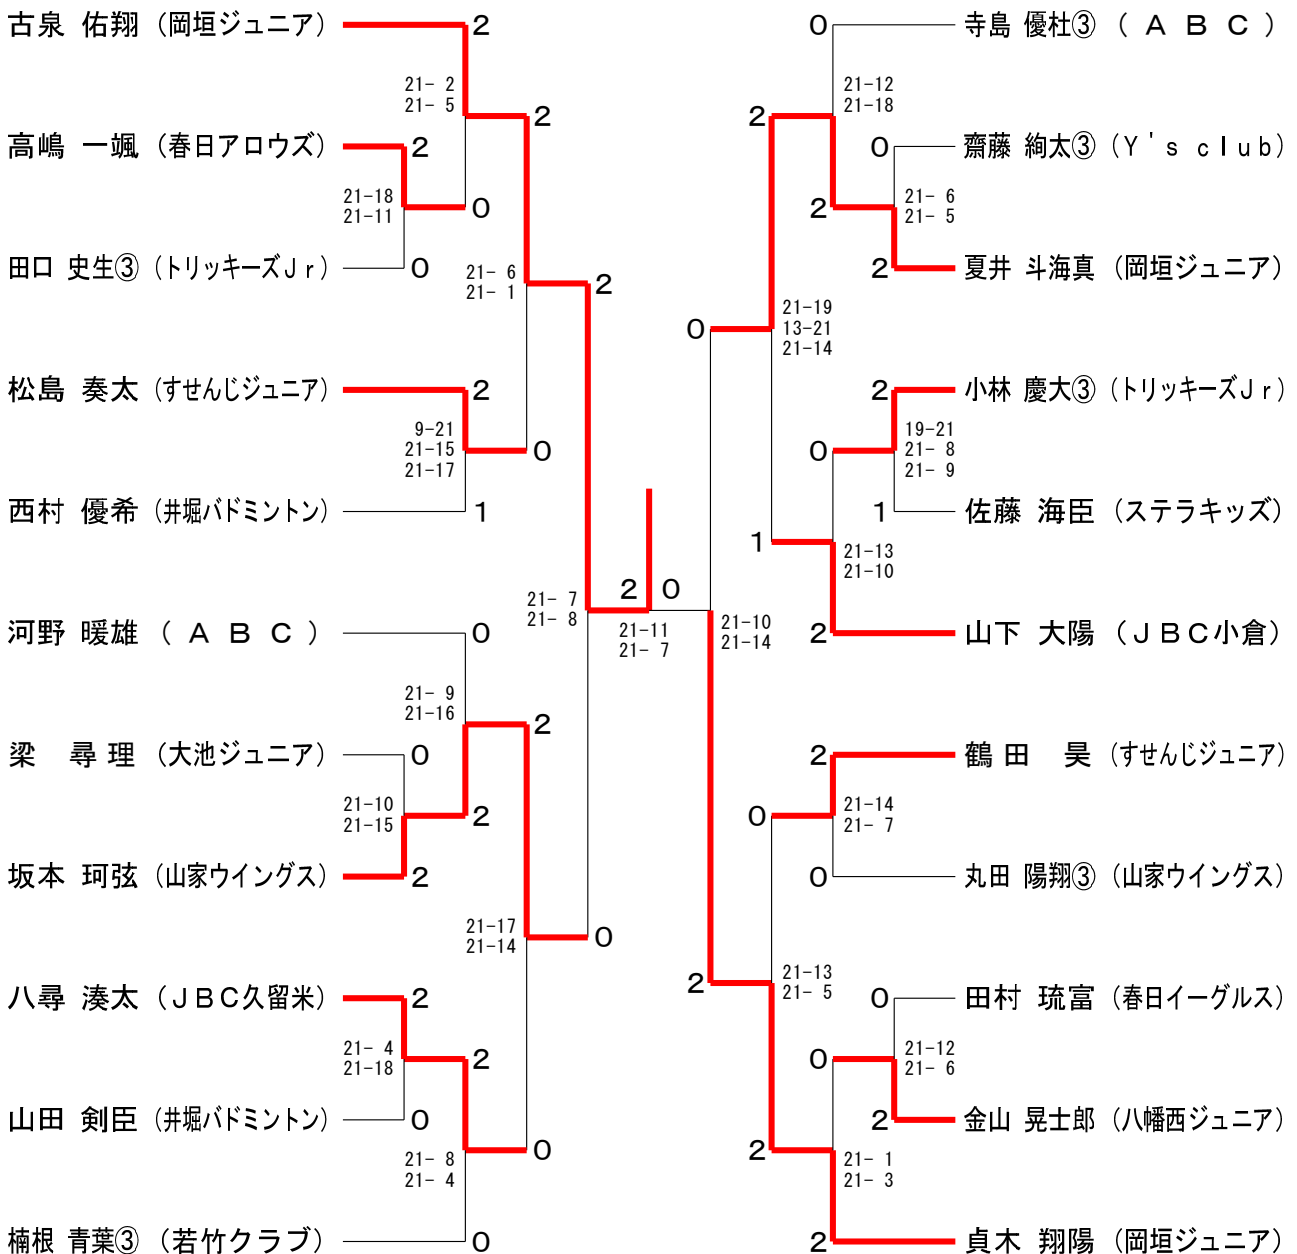 古泉 佑翔 (岡垣ジュニア) 2
21- 2
21- 5
2
高嶋 一颯 (春日アロウズ) 2
21-18
21-11
0
田口 史生③ (トリッキーズJr) 0
21- 6
21- 1
2
松島 奏太 (すせんじジュニア) 2
9-21
21-15
21-17
0
西村 優希 (井堀バドミントン) 1
21- 7
21- 8
河野 暖雄 (ABC) 0
21- 9
21-16
2
梁 尋理 (大池ジュニア) 0
21-10
21-15
2
坂本 珂弦 (山家ウイングス) 2
21-17
21-14
0
八尋 湊太 (JBC久留米) 2
21- 4
21-18
2
山田 剣臣 (井堀バドミントン) 0
21- 8
21- 4
0
楠根 青葉③ (若竹クラブ) 0
2 0
21-11
21- 7
0 寺島 優杜③ (ABC)
21-12
21-18
2
0 齋藤 絢太③ (Y's club)
21- 6
21- 5
2
2 夏井 斗海真 (岡垣ジュニア)
0
21-19
13-21
21-14
2 小林 慶大③ (トリッキーズJr)
19-21
21- 8
21- 9
0
1 佐藤 海臣 (ステラキッズ)
1
21-13
21-10
2 山下 大陽 (JBC小倉)
21-10
21-14
2 鶴田 昊 (すせんじジュニア)
21-14
21- 7
0
0 丸田 陽翔③ (山家ウイングス)
2
21-13
21- 5
0 田村 琉富 (春日イーグルス)
21-12
21- 6
0
2 金山 晃士郎 (八幡西ジュニア)
2
21- 1
21- 3
2 貞木 翔陽 (岡垣ジュニア)